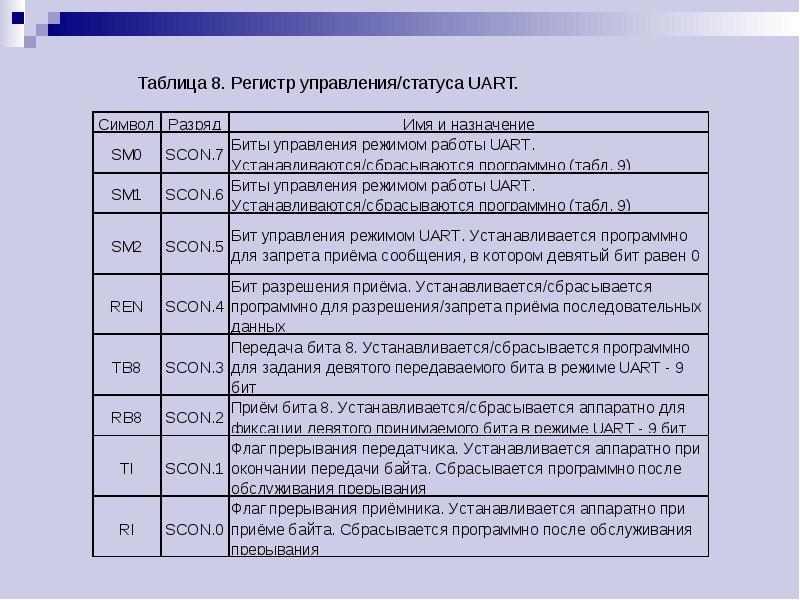 Таблица 8. Регистр управления/статуса UART.
Символ Разряд Имя и назначение
SM0 SCON.7 Биты управления режимом работы UART.
Устанавливаются/сбрасываются программно (табл. 9)
SM1 SCON.6 Биты управления режимом работы UART.
Устанавливаются/сбрасываются программно (табл. 9)
SM2 SCON.5 Бит управления режимом UART. Устанавливается программно
для запрета приёма сообщения, в котором девятый бит равен 0
REN SCON.4 Бит разрешения приёма. Устанавливается/сбрасывается
программно для разрешения/запрета приёма последовательных
данных
TB8 SCON.3 Передача бита 8. Устанавливается/сбрасывается программно
для задания девятого передаваемого бита в режиме UART - 9
бит
RB8 SCON.2 Приём бита 8. Устанавливается/сбрасывается аппаратно для
фиксации девятого принимаемого бита в режиме UART - 9 бит
TI SCON.1 Флаг прерывания передатчика. Устанавливается аппаратно при
окончании передачи байта. Сбрасывается программно после
обслуживания прерывания
RI SCON.0 Флаг прерывания приёмника. Устанавливается аппаратно при
приёме байта. Сбрасывается программно после обслуживания
прерывания